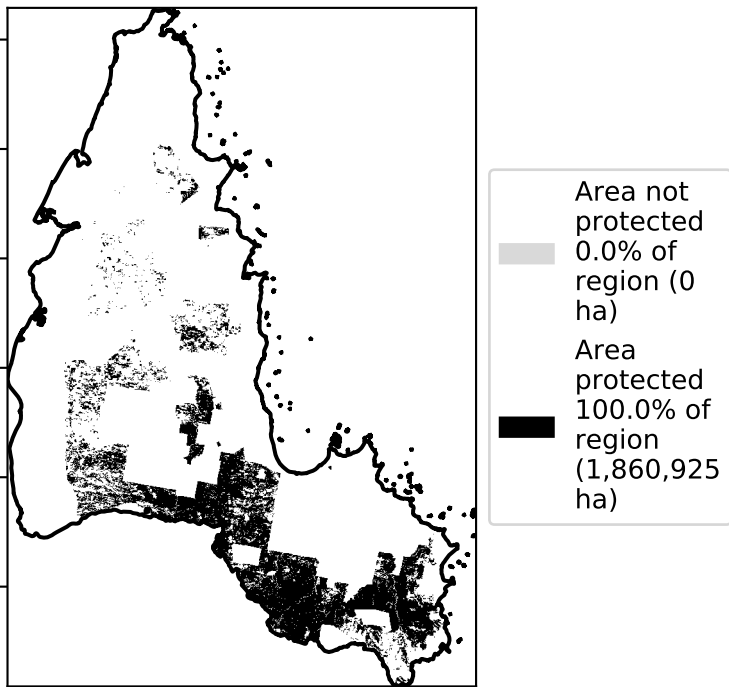 Area not
protected
0.0% of
region (0
ha)
Area
protected
100.0% of
region
(1,860,925
ha)